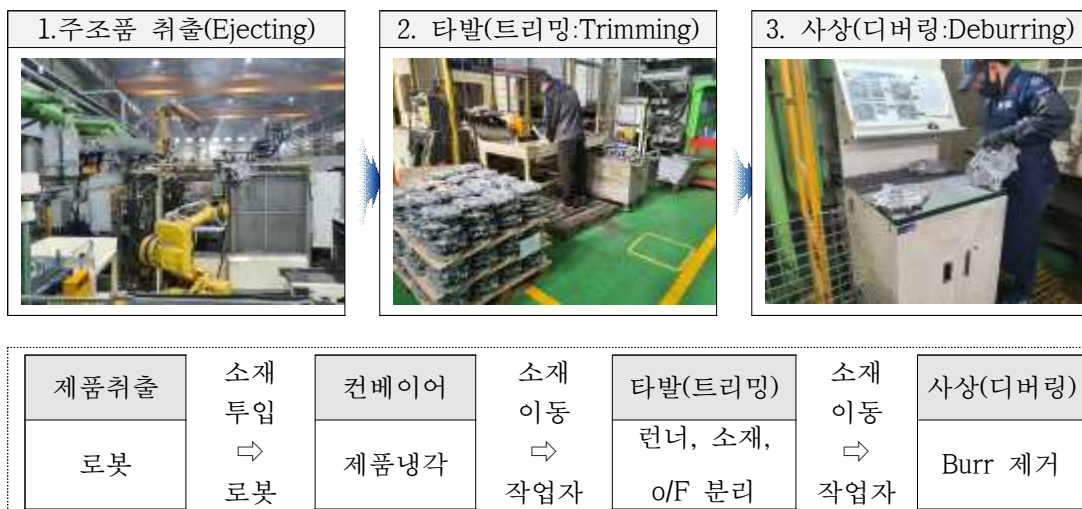 1.주조품 취출(Ejecting)
2. 타발(트리밍:Trimming)
3. 사상(디버링:Deburring)
제품취출
로봇
소재
투입
⇨
로봇
컨베이어
제품냉각
소재
이동
⇨
작업자
타발(트리밍)
런너, 소재,
o/F 분리
소재
이동
⇨
작업자
사상(디버링)
Burr 제거